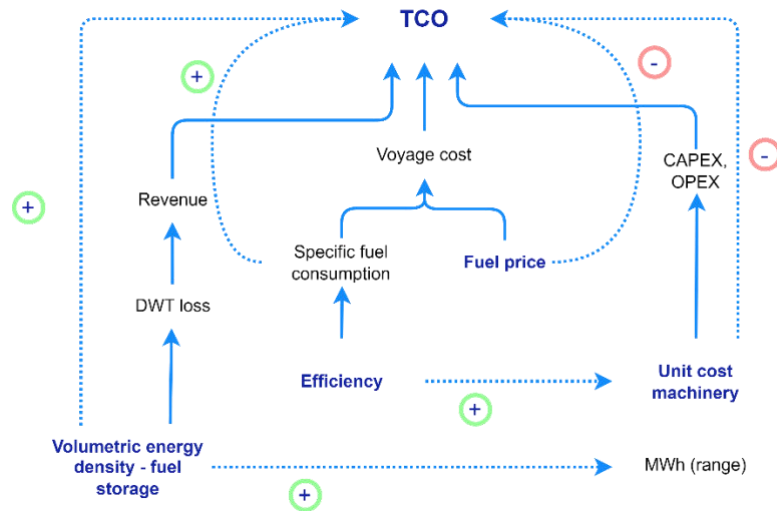 TCO
+
-
Voyage cost
CAPEX,
OPEX
-
+
Revenue
Specific fuel
consumption
Fuel price
DWT loss
Efficiency
+
Unit cost
machinery
Volumetric energy
density - fuel
storage
+
MWh (range)